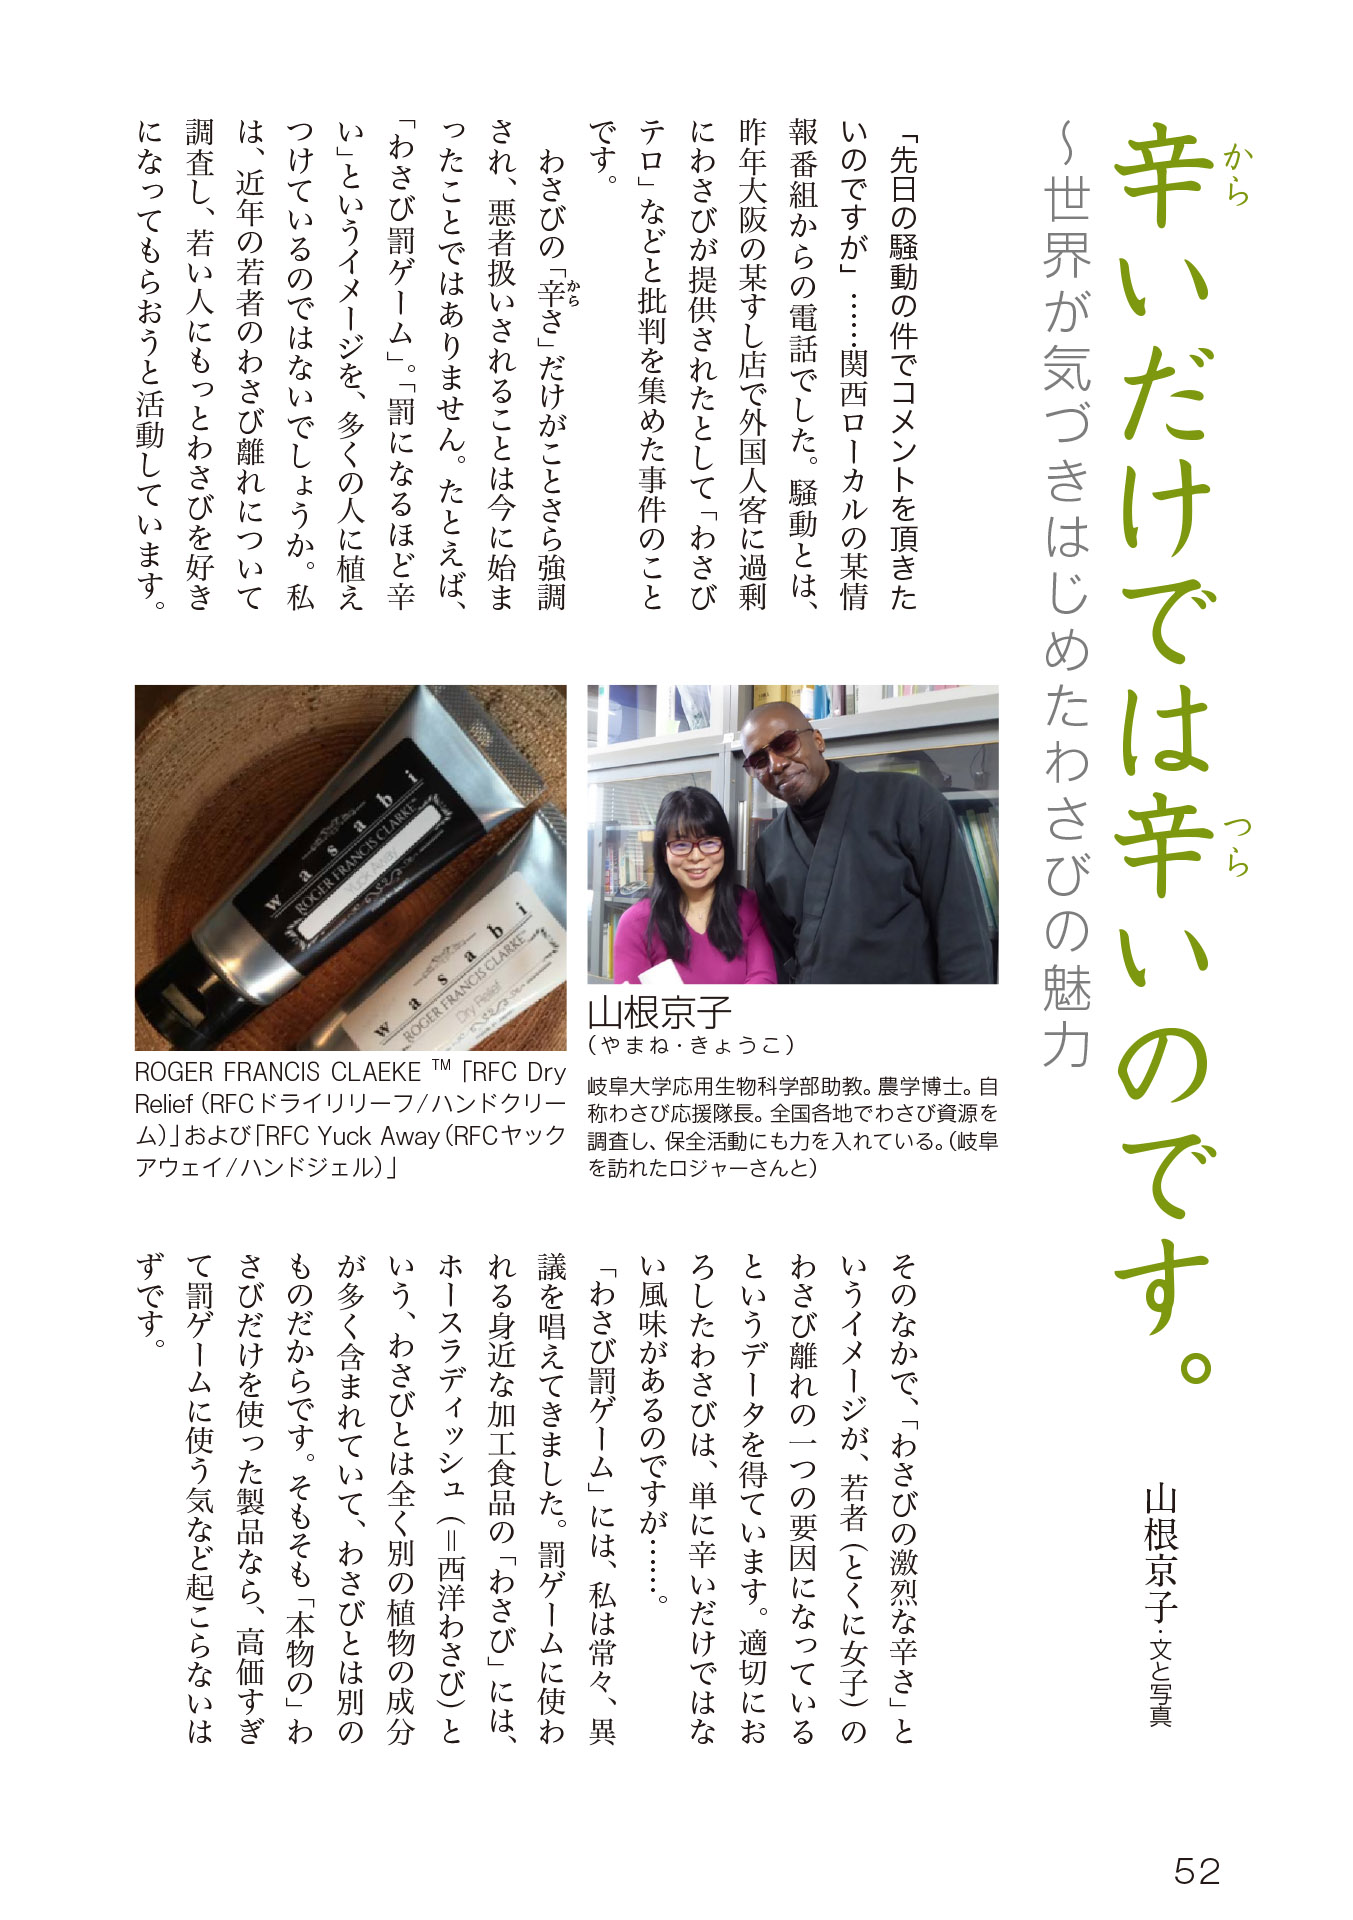 辛いだけでは辛いのです。
から
つら
～世界が気づきはじめたわさびの魅力
山根京子・文と写真
「先日の騒動の件でコメントを頂きた
いのですが」……関西ローカルの某情
報番組からの電話でした。騒動とは、
昨年大阪の某すし店で外国人客に過剰
にわさびが提供されたとして「わさび
テロ」などと批判を集めた事件のこと
です。
わさびの「辛さ」だけがことさら強調
から
され、悪者扱いされることは今に始ま
ったことではありません。たとえば、
「わさび罰ゲーム」。「罰になるほど辛
い」というイメージを、多くの人に植え
つけているのではないでしょうか。私
は、近年の若者のわさび離れについて
調査し、若い人にもっとわさびを好き
になってもらおうと活動しています。
山根京子
（やまね・きょうこ）
岐阜大学応用生物科学部助教。農学博士。自
称わさび応援隊長。全国各地でわさび資源を
調査し、保全活動にも力を入れている。（岐阜
を訪れたロジャーさんと）
wasabi
ROGER FRANCIS CLARKE
wasabi
ROGER FRANCIS CLARKE
Dry Relief
ROGER FRANCIS CLAEKE ™「RFC Dry
Relief（RFCドライリリーフ/ハンドクリー
ム）」および「RFC Yuck Away（RFCヤック
アウェイ/ハンドジェル）」
そのなかで、「わさびの激烈な辛さ」と
いうイメージが、若者（とくに女子）の
わさび離れの一つの要因になっている
というデータを得ています。適切にお
ろしたわさびは、単に辛いだけではな
い風味があるのですが……。
「わさび罰ゲーム」には、私は常々、異
議を唱えてきました。罰ゲームに使わ
れる身近な加工食品の「わさび」には、
ホースラディッシュ（＝西洋わさび）と
いう、わさびとは全く別の植物の成分
が多く含まれていて、わさびとは別の
ものだからです。そもそも「本物の」わ
さびだけを使った製品なら、高価すぎ
て罰ゲームに使う気など起こらないは
ずです。
52